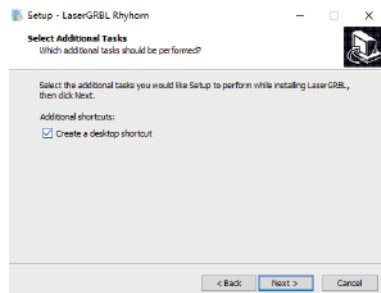 Setup - LaserGRBL Rhyhorn
Select Additional Tasks
Which additional tasks should be performed?
Select the additional tasks you would like Setup to perform while installing LaserGRBL,
then click Next.
Additional shortcuts:
Create a desktop shortcut
< Back
Next >
Cancel